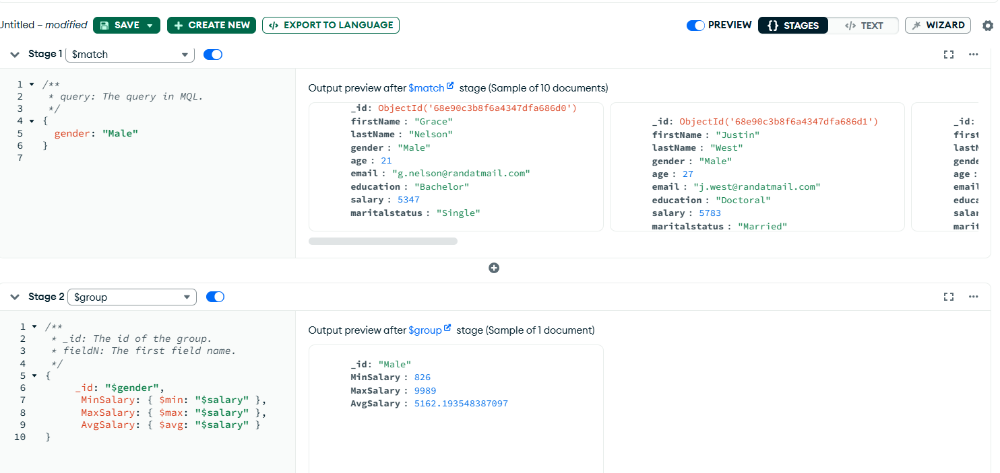 Untitled – modified SAVE CREATE NEW EXPORT TO LANGUAGE PREVIEW {} STAGES </> TEXT WIZARD
Stage 1 $match
1 /**
2 * query: The query in MQL.
3 */
4 {
5 gender: "Male"
6 }
7
Output preview after $match stage (Sample of 10 documents)
_id: ObjectId('68e90c3b8f6a4347dfa686d0')
firstName : "Grace"
lastName : "Nelson"
gender : "Male"
age : 21
email : "g.nelson@randatmail.com"
education : "Bachelor"
salary : 5347
maritalstatus : "Single"
_id: ObjectId('68e90c3b8f6a4347dfa686d1')
firstName : "Justin"
lastName : "West"
gender : "Male"
age : 27
email : "j.west@randatmail.com"
education : "Doctoral"
salary : 5783
maritalstatus : "Married"
_id:
first
lastN
gende
age :
email
educa
salar
marit
Stage 2 $group
1 /**
2 * _id: The id of the group.
3 * fieldN: The first field name.
4 */
5 {
6 _id: "$gender",
7 MinSalary: { $min: "$salary" },
8 MaxSalary: { $max: "$salary" },
9 AvgSalary: { $avg: "$salary" }
10 }
Output preview after $group stage (Sample of 1 document)
_id: "Male"
MinSalary : 826
MaxSalary : 9989
AvgSalary : 5162.193548387097